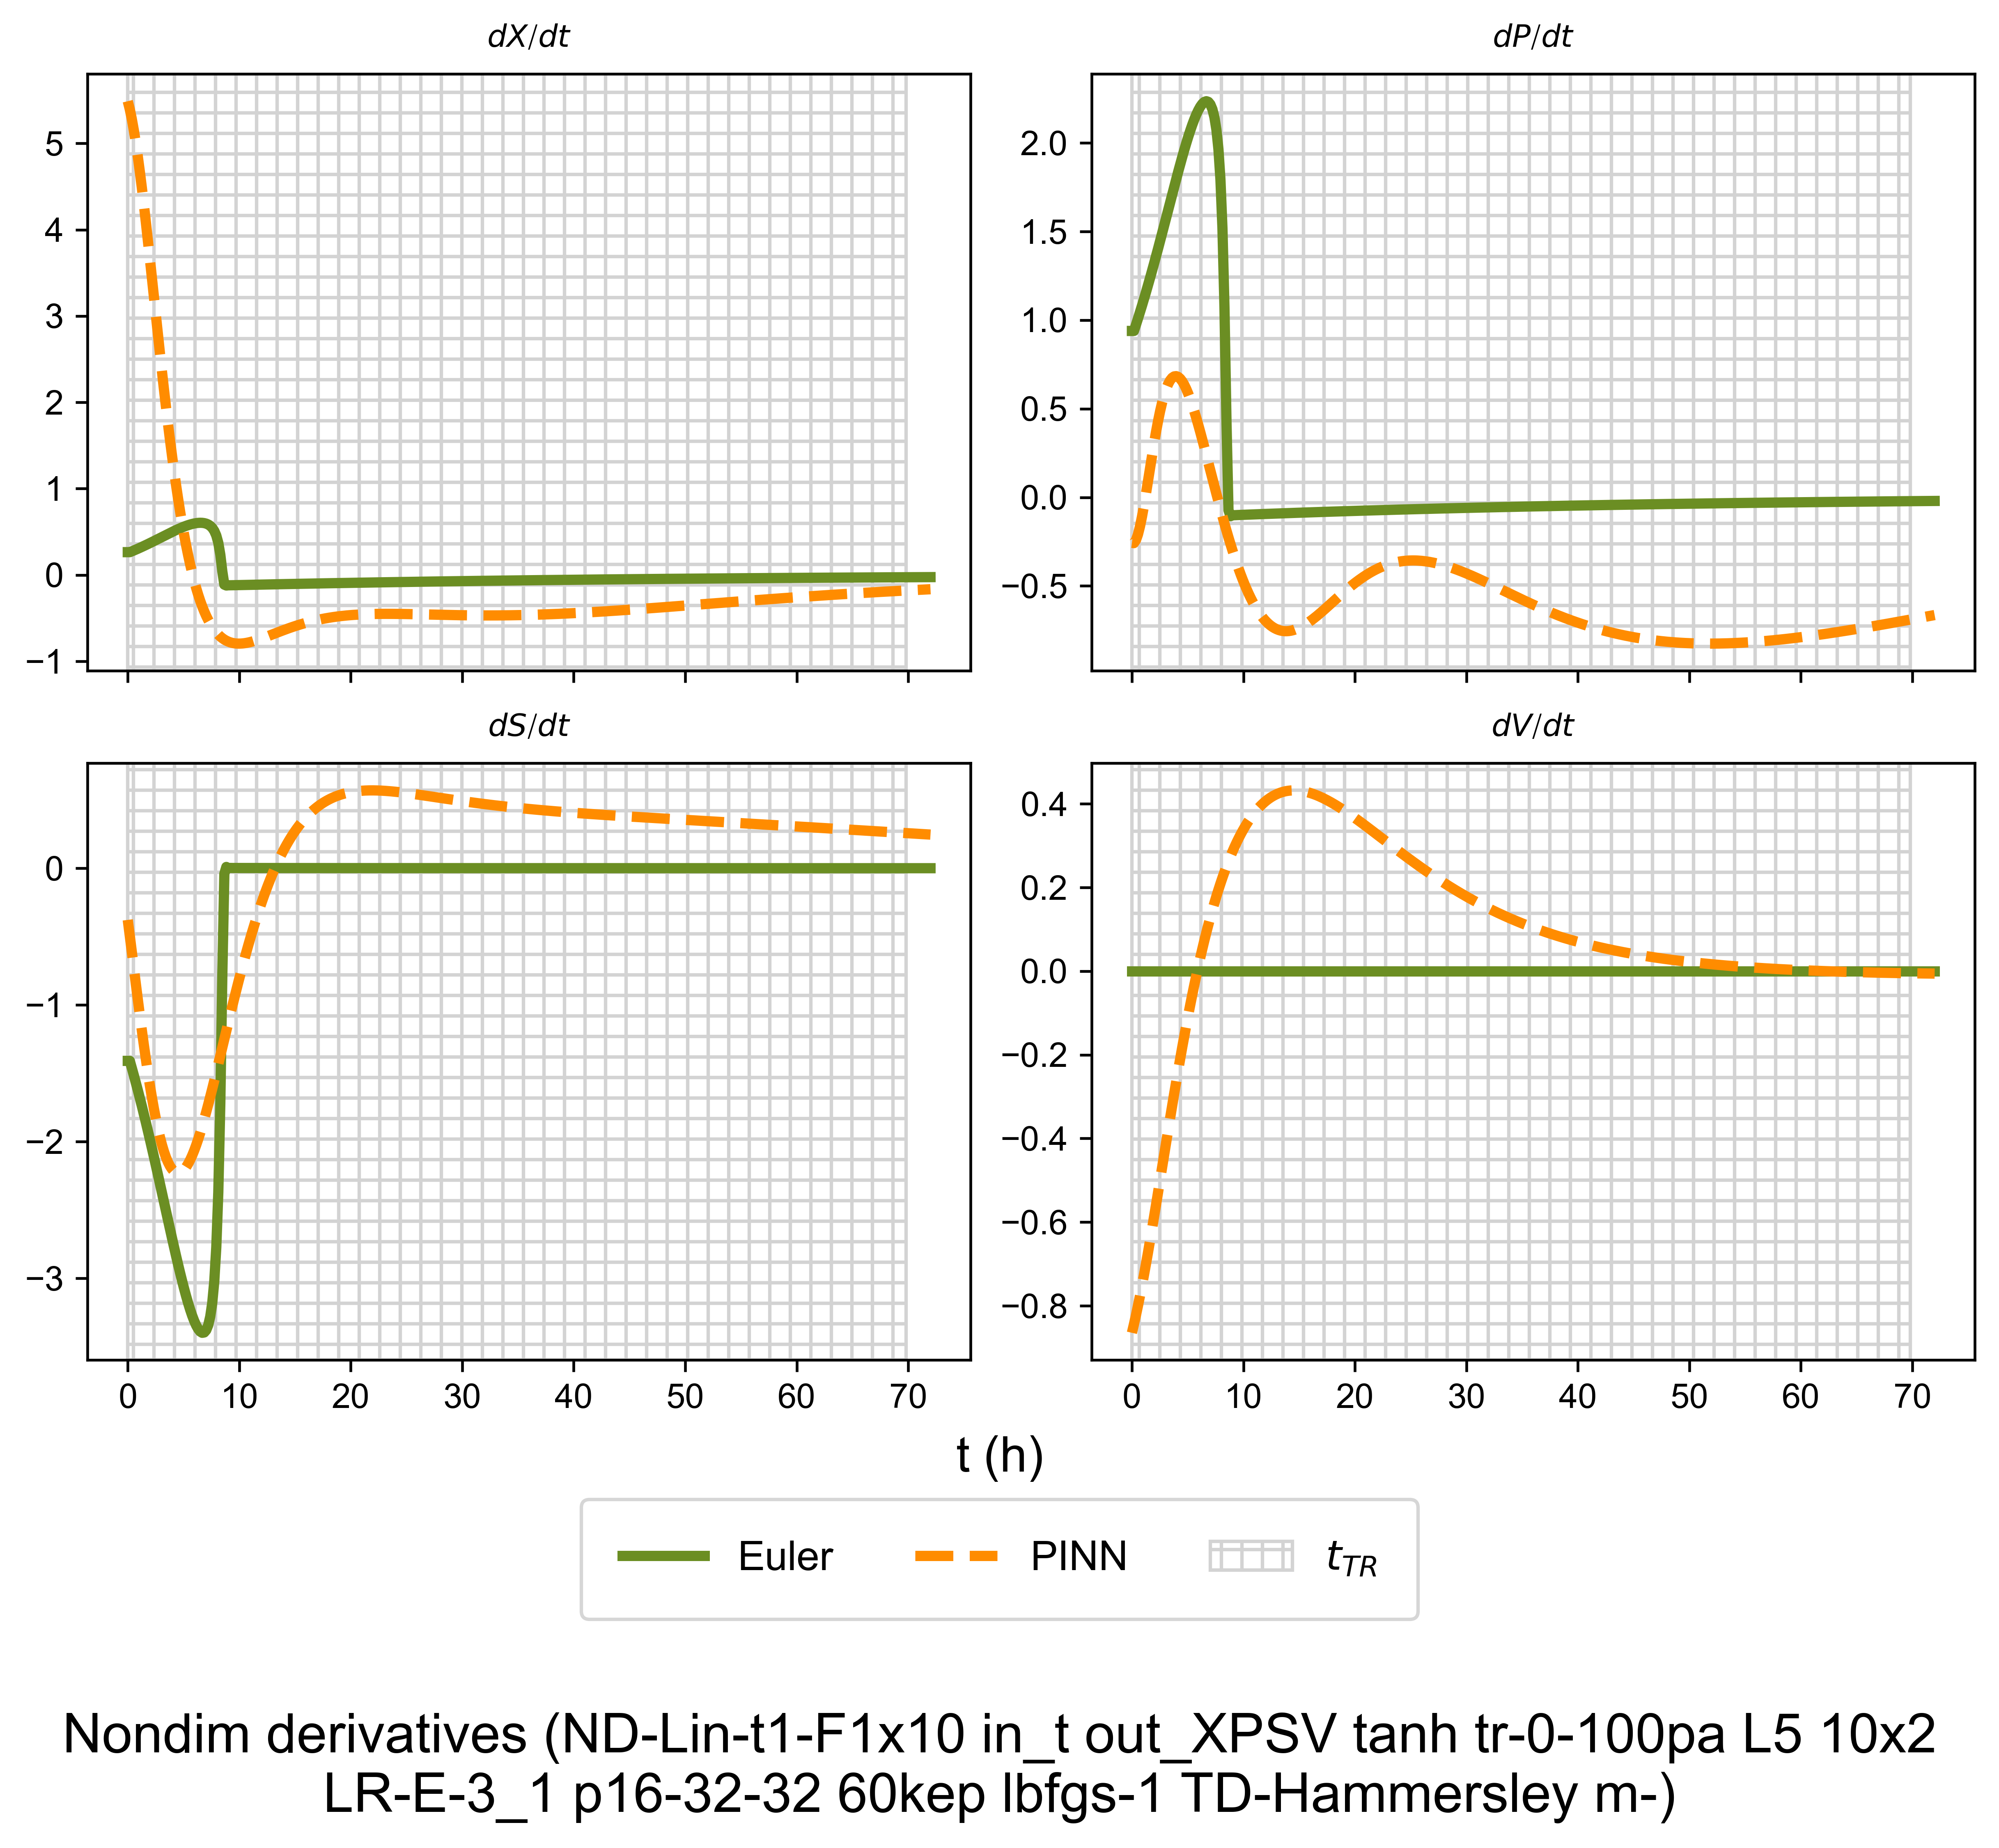 dX/dt
dP/dt
5
4
3
2
1
0
−1
2.0
1.5
1.0
0.5
0.0
−0.5
dS/dt
dV/dt
0
−1
−2
−3
0.4
0.2
0.0
−0.2
−0.4
−0.6
−0.8
0 10 20 30 40 50 60 70
0 10 20 30 40 50 60 70
t (h)
Euler PINN t_TR
Nondim derivatives (ND-Lin-t1-F1x10 in_t out_XPSV tanh tr-0-100pa L5 10x2
LR-E-3_1 p16-32-32 60kep lbfgs-1 TD-Hammersley m-)